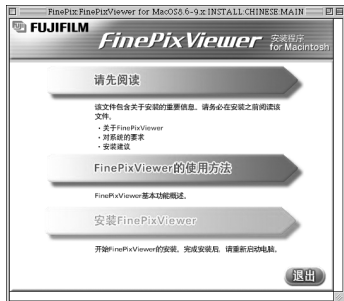 FinePix:FinePixViewer for MacOS8.6-9.x:INSTALL:CHINESE:MAIN
FUJIFILM
FinePixViewer 安装程序
for Macintosh
请先阅读
该文件包含关于安装的重要信息，请务必在安装之前阅读该
文件。
·关于FinePixViewer
·对系统的要求
·安装建议
FinePixViewer的使用方法
FinePixViewer基本功能概述。
安装FinePixViewer
开始FinePixViewer的安装。完成安装后，请重新启动电脑。
退出